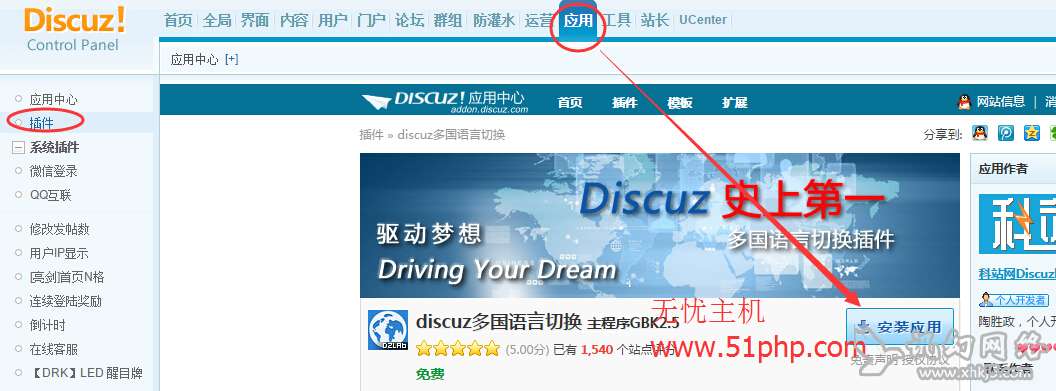 Discuz!
Control Panel
首页 全局 界面 内容 用户 门户 论坛 群组 防灌水 运营 应用 工具 站长 UCenter
应用中心 [+]
应用中心
插件
系统插件
微信登录
QQ互联
修改发帖数
用户IP显示
[亮剑]首页N格
连续登陆奖励
倒计时
在线客服
【DRK】LED 醒目牌
DISCUZ! 应用中心
addon.discuz.com
首页 插件 模板 扩展
网站信息 | 消
插件 » discuz多国语言切换
分享到:
驱动梦想
Driving Your Dream
Discuz 史上第一
多国语言切换插件
DZLAB
discuz多国语言切换 主程序GBK2.5
(5.00分) 已有 1,540 个站点评分
免费
安装应用
免责声明 授权协议
无忧主机
www.51php.com
应用作者
科站
科站网Discuz
个人开发者
陶胜政，个人开
联系作者
www.xhkj5.com